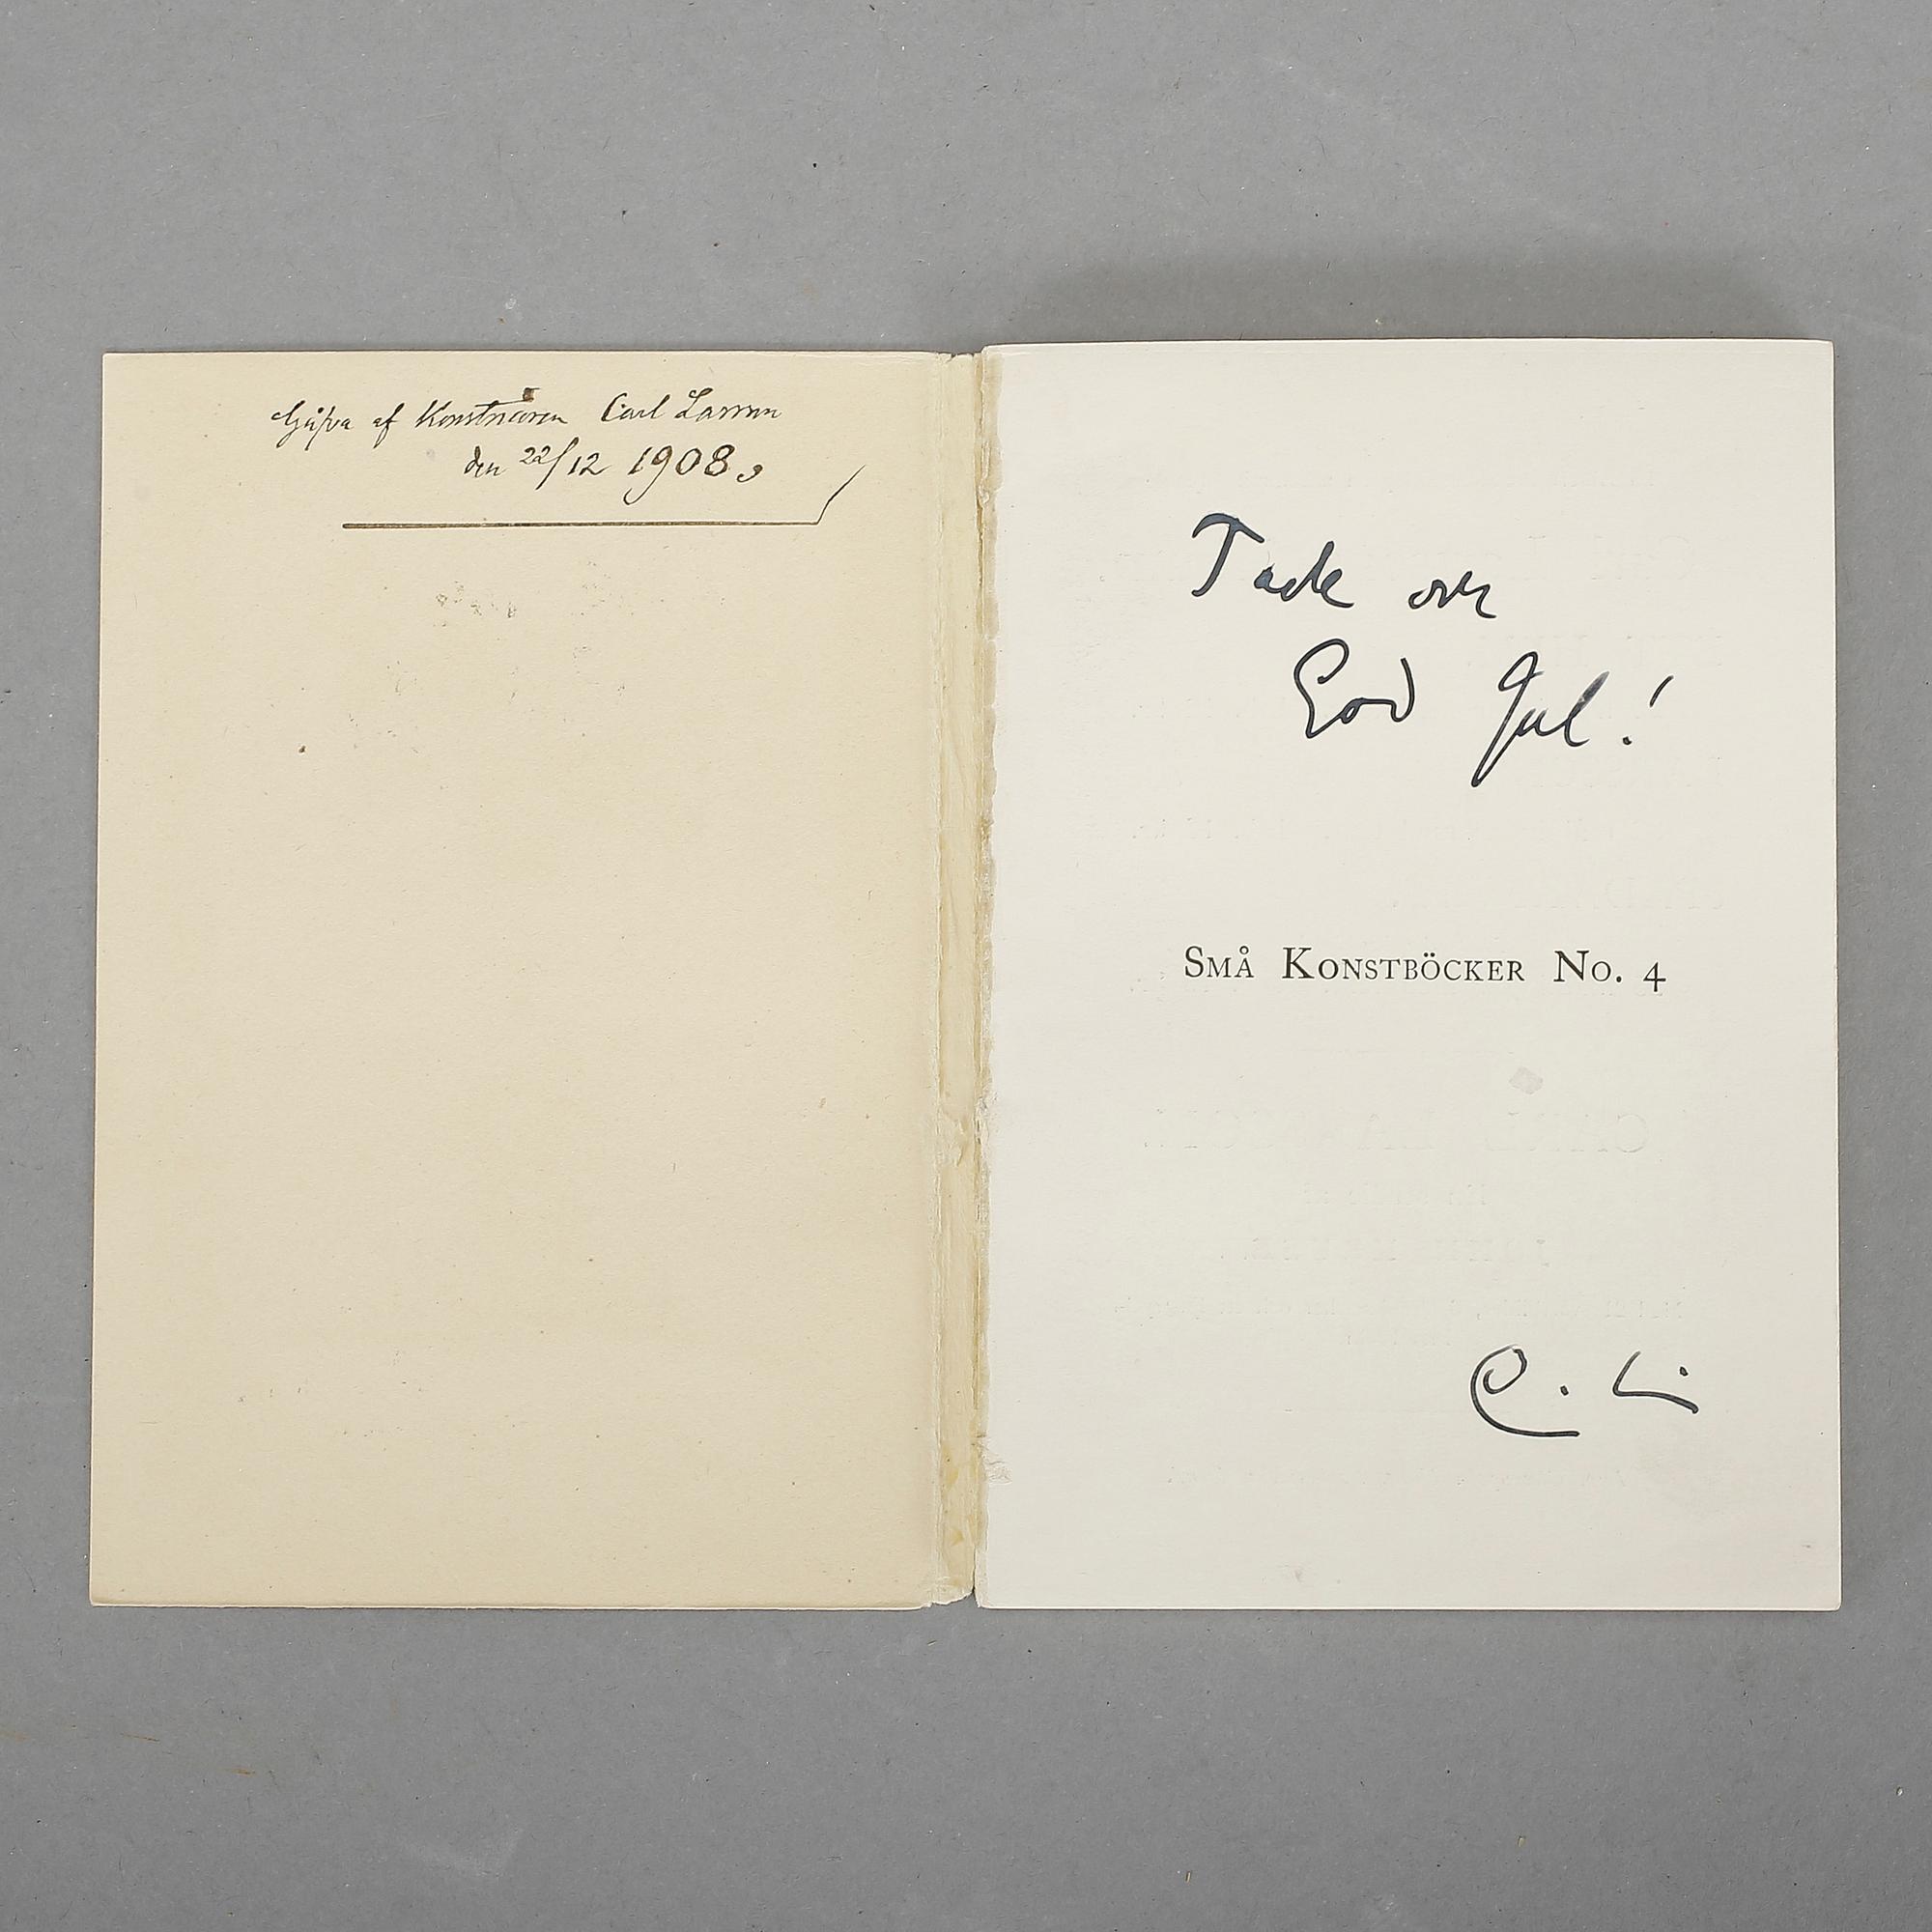 Gåfva af Konstnären Carl Larsson
den 22/12 1908.
Tack och
God Jul!
SMÅ KONSTBÖCKER NO. 4
C. L.